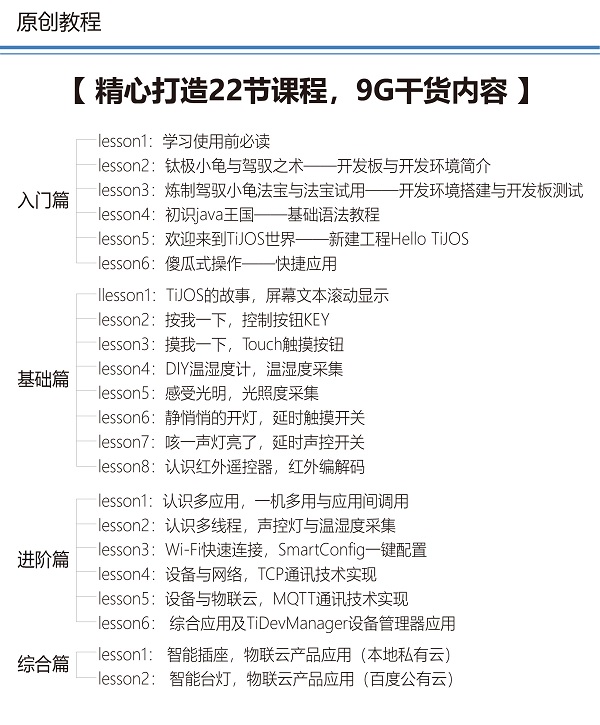 原创教程
【 精心打造22节课程，9G干货内容 】
入门篇
lesson1：学习使用前必读
lesson2：钛极小龟与驾驭之术——开发板与开发环境简介
lesson3：炼制驾驭小龟法宝与法宝试用——开发环境搭建与开发板测试
lesson4：初识java王国——基础语法教程
lesson5：欢迎来到TiJOS世界——新建工程Hello TiJOS
lesson6：傻瓜式操作——快捷应用
基础篇
llesson1：TiJOS的故事，屏幕文本滚动显示
lesson2：按我一下，控制按钮KEY
lesson3：摸我一下，Touch触摸按钮
lesson4：DIY温湿度计，温湿度采集
lesson5：感受光明，光照度采集
lesson6：静悄悄的开灯，延时触摸开关
lesson7：咳一声灯亮了，延时声控开关
lesson8：认识红外遥控器，红外编解码
进阶篇
lesson1：认识多应用，一机多用与应用间调用
lesson2：认识多线程，声控灯与温湿度采集
lesson3：Wi-Fi快速连接，SmartConfig一键配置
lesson4：设备与网络，TCP通讯技术实现
lesson5：设备与物联云，MQTT通讯技术实现
lesson6： 综合应用及TiDevManager设备管理器应用
综合篇
lesson1： 智能插座，物联云产品应用（本地私有云）
lesson2： 智能台灯，物联云产品应用（百度公有云）